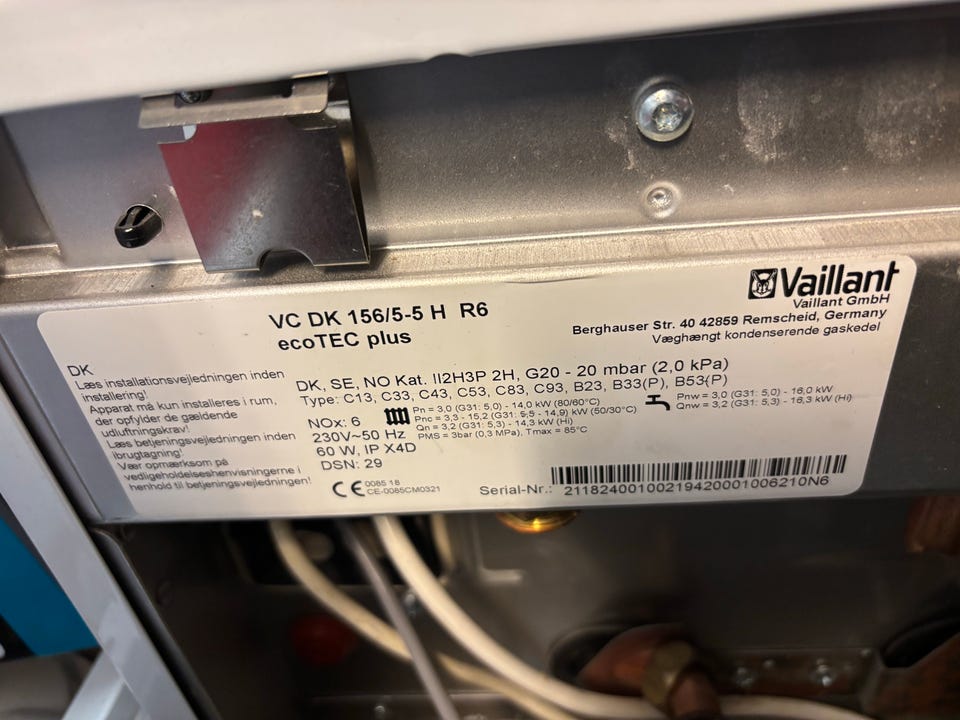 Vaillant
Vaillant GmbH
Berghauser Str. 40 42859 Remscheid, Germany
Væghængt kondenserende gaskedel
VC DK 156/5-5 H R6
ecoTEC plus
DK
Læs installationsvejledningen inden
installering!
Apparat må kun installeres i rum,
der opfylder de gældende
udluftningskrav!
Læs betjeningsvejledningen inden
ibrugtagning!
Vær opmærksom på
vedligeholdelseshenvisningerne i
henhold til betjeningsvejledningen!
DK, SE, NO Kat. II2H3P 2H, G20 - 20 mbar (2,0 kPa)
Type: C13, C33, C43, C53, C83, C93, B23, B33(P), B53(P)
NOx: 6
230V~50 Hz
60 W, IP X4D
DSN: 29
Pn = 3,0 (G31: 5,0) - 14,0 kW (80/60°C)
Pnc = 3,3 - 15,2 (G31: 5,5 - 14,9) kW (50/30°C)
Qn = 3,2 (G31: 5,3) - 14,3 kW (Hi)
PMS = 3bar (0,3 MPa), Tmax = 85°C
Pnw = 3,0 (G31: 5,0) - 16,0 kW
Qnw = 3,2 (G31: 5,3) - 16,3 kW (Hi)
CE 0085 18
CE-0085CM0321
Serial-Nr.: 21182400100219420001006210N6